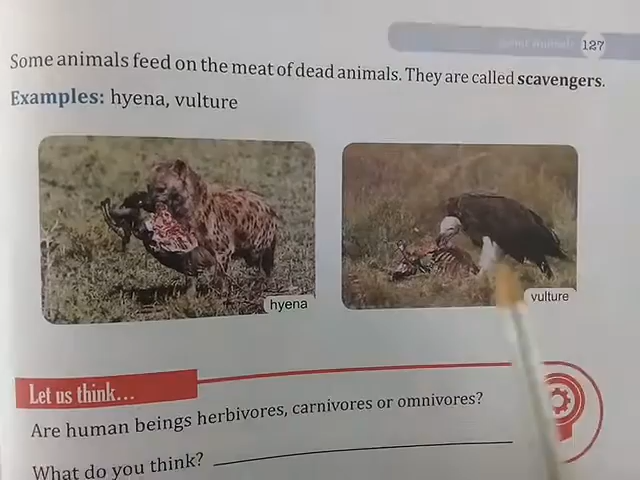 127
Some animals feed on the meat of dead animals. They are called scavengers.
Examples: hyena, vulture
hyena
vulture
Let us think...
Are human beings herbivores, carnivores or omnivores?
What do you think?